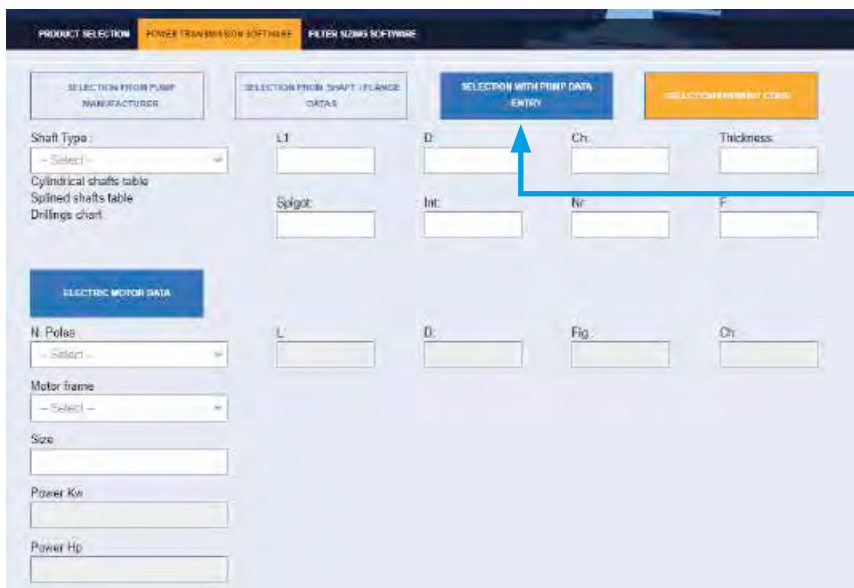 PRODUCT SELECTION POWER TRANSMISSION SOFTWARE FILTER SIZING SOFTWARE
SELECTION FROM PUMP
MANUFACTURER
SELECTION FROM SHAFT / FLANGE
DATAS
SELECTION WITH PUMP DATA
ENTRY
Shaft Type :
-- Select --
Cylindrical shafts table
Splined shafts table
Drillings chart
L1
D:
Ch:
Thickness:
Spigot:
Int:
Nr:
F
ELECTRIC MOTOR DATA
N. Poles
-- Select --
L
D:
Fig
Ch:
Motor frame
-- Select --
Size
Power Kw
Power Hp